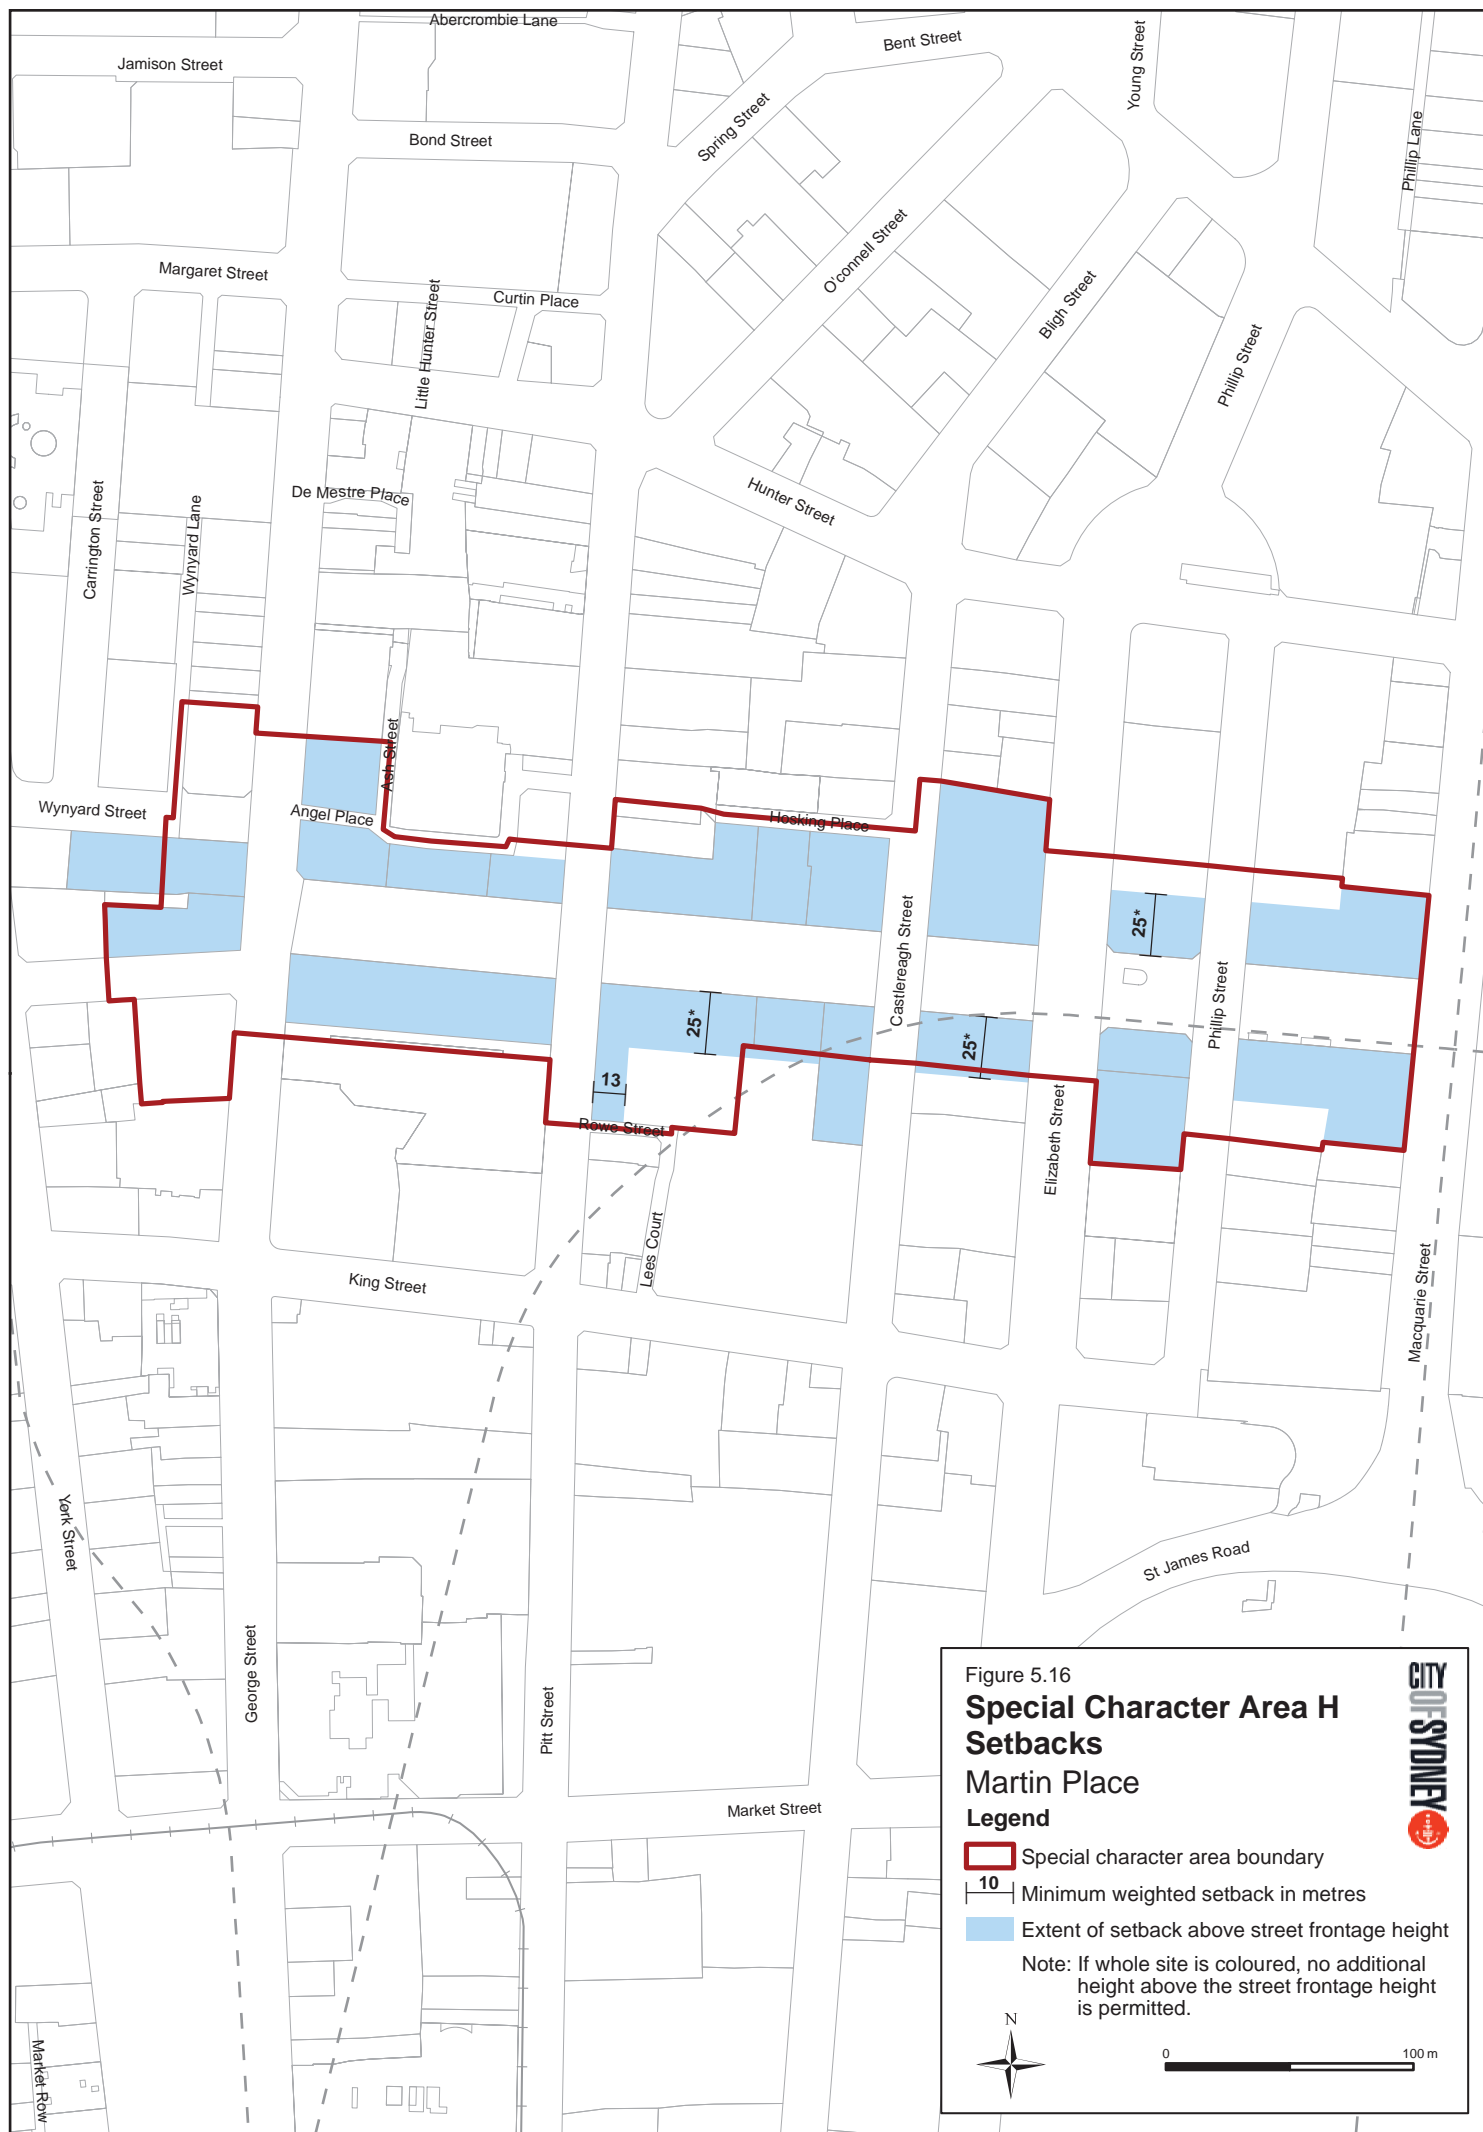 Abercrombie Lane
Bent Street
Young Street
Jamison Street
Spring Street
Bond Street
Phillip Lane
O'connell Street
Margaret Street
Curtin Place
Little Hunter Street
Bligh Street
Phillip Street
De Mestre Place
Hunter Street
Carrington Street
Wynyard Lane
Ash Street
Wynyard Street
Angel Place
Hosking Place
25*
Castlereagh Street
Phillip Street
25*
25*
13
Rowe Street
Elizabeth Street
Lees Court
King Street
Macquarie Street
York Street
St James Road
George Street
Pitt Street
Market Street
Market Row
Figure 5.16
Special Character Area H
Setbacks
Martin Place
CITY OF SYDNEY
Legend
Special character area boundary
10
Minimum weighted setback in metres
Extent of setback above street frontage height
Note: If whole site is coloured, no additional
height above the street frontage height
is permitted.
N
0
100 m